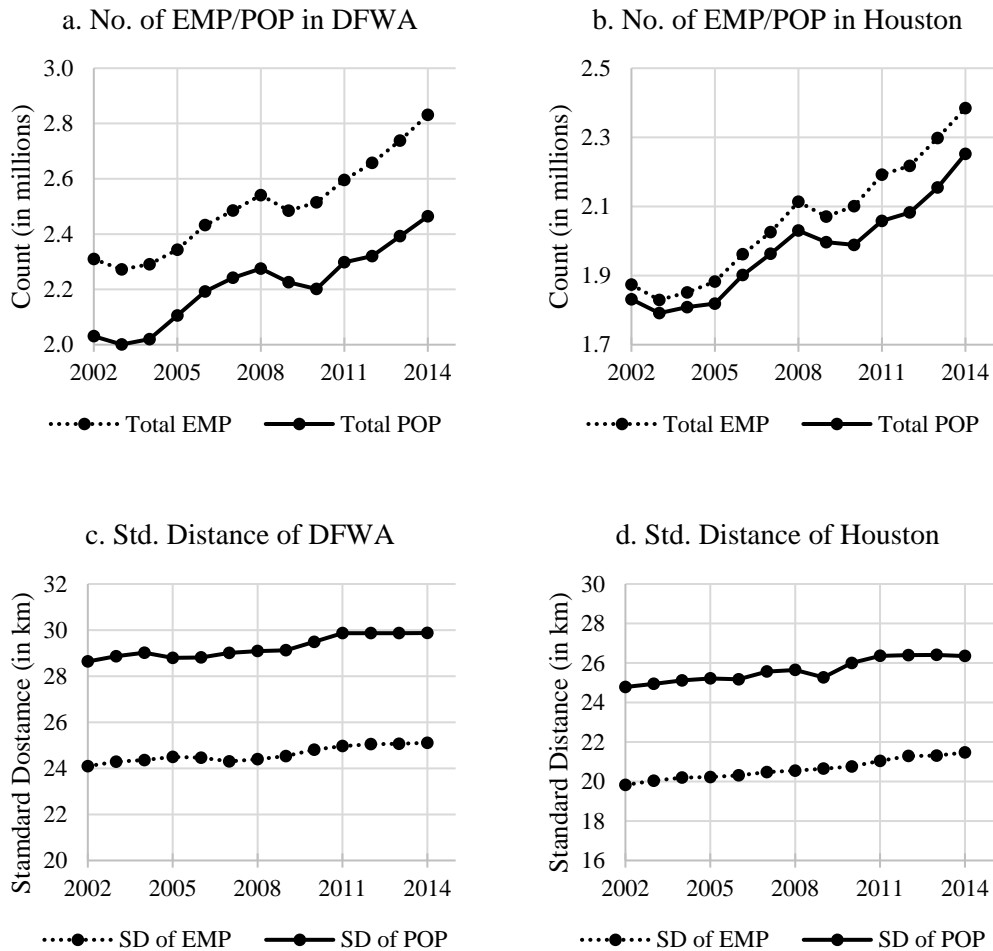 a. No. of EMP/POP in DFWA
Count (in millions)
3.0
2.8
2.6
2.4
2.2
2.0
2002 2005 2008 2011 2014
Total EMP Total POP
b. No. of EMP/POP in Houston
Count (in millions)
2.5
2.3
2.1
1.9
1.7
2002 2005 2008 2011 2014
Total EMP Total POP
c. Std. Distance of DFWA
Stamdard Dostamce (in km)
32
30
28
26
24
22
20
2002 2005 2008 2011 2014
SD of EMP SD of POP
d. Std. Distance of Houston
Standard Distance (in km)
30
28
26
24
22
20
18
16
2002 2005 2008 2011 2014
SD of EMP SD of POP